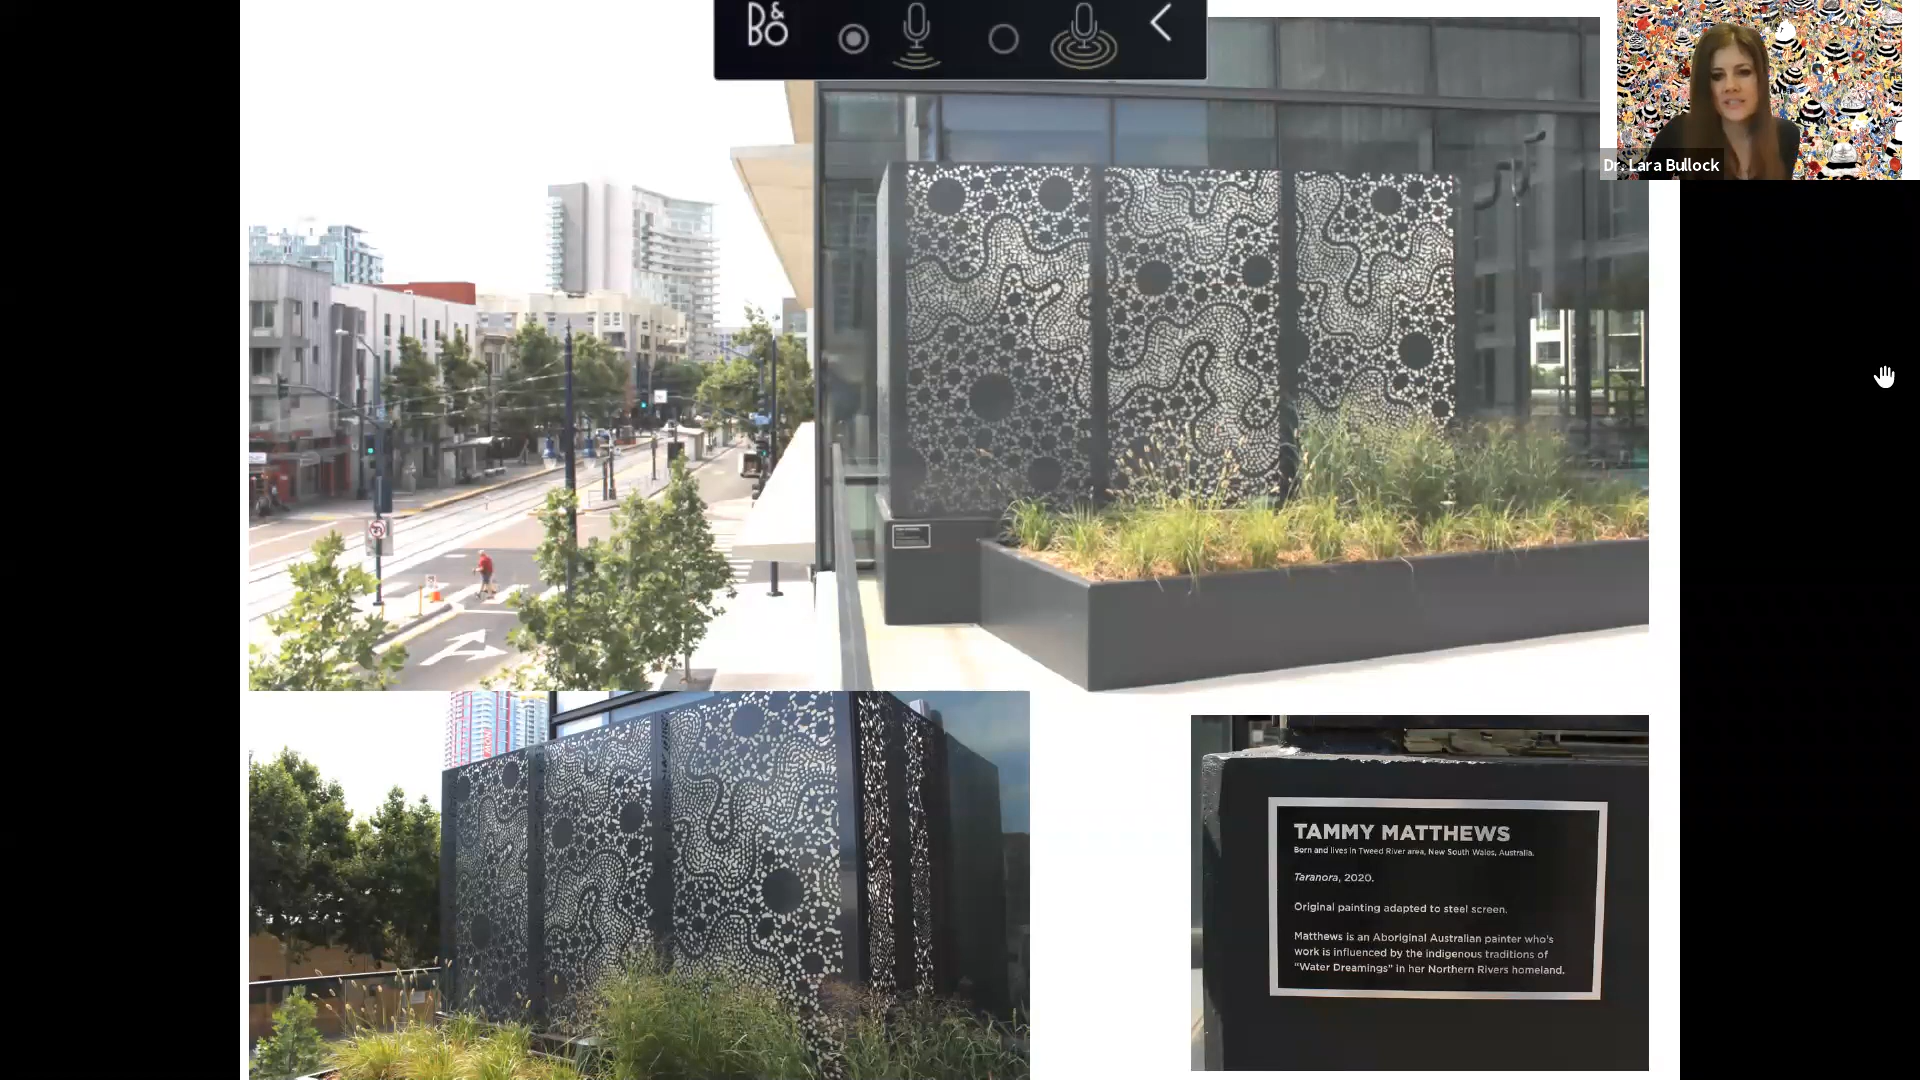 B&O
Dr. Lara Bullock
TAMMY MATTHEWS
Born and lives in Tweed River area, New South Wales, Australia.
Taranora, 2020.
Original painting adapted to steel screen.
Matthews is an Aboriginal Australian painter who's
work is influenced by the indigenous traditions of
"Water Dreamings" in her Northern Rivers homeland.